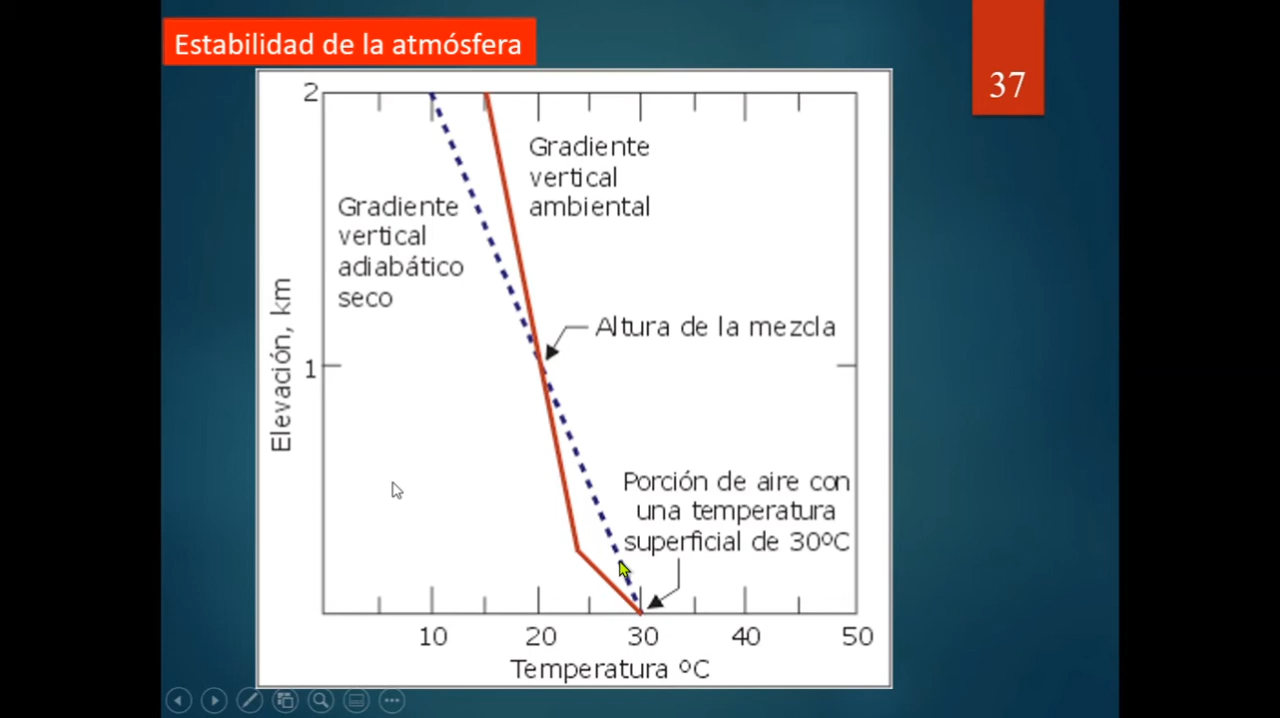 Estabilidad de la atmósfera
37
2
Gradiente
vertical
ambiental
Gradiente
vertical
adiabático
seco
Altura de la mezcla
1
Elevación, km
Porción de aire con
una temperatura
superficial de 30ºC
10 20 30 40 50
Temperatura ºC